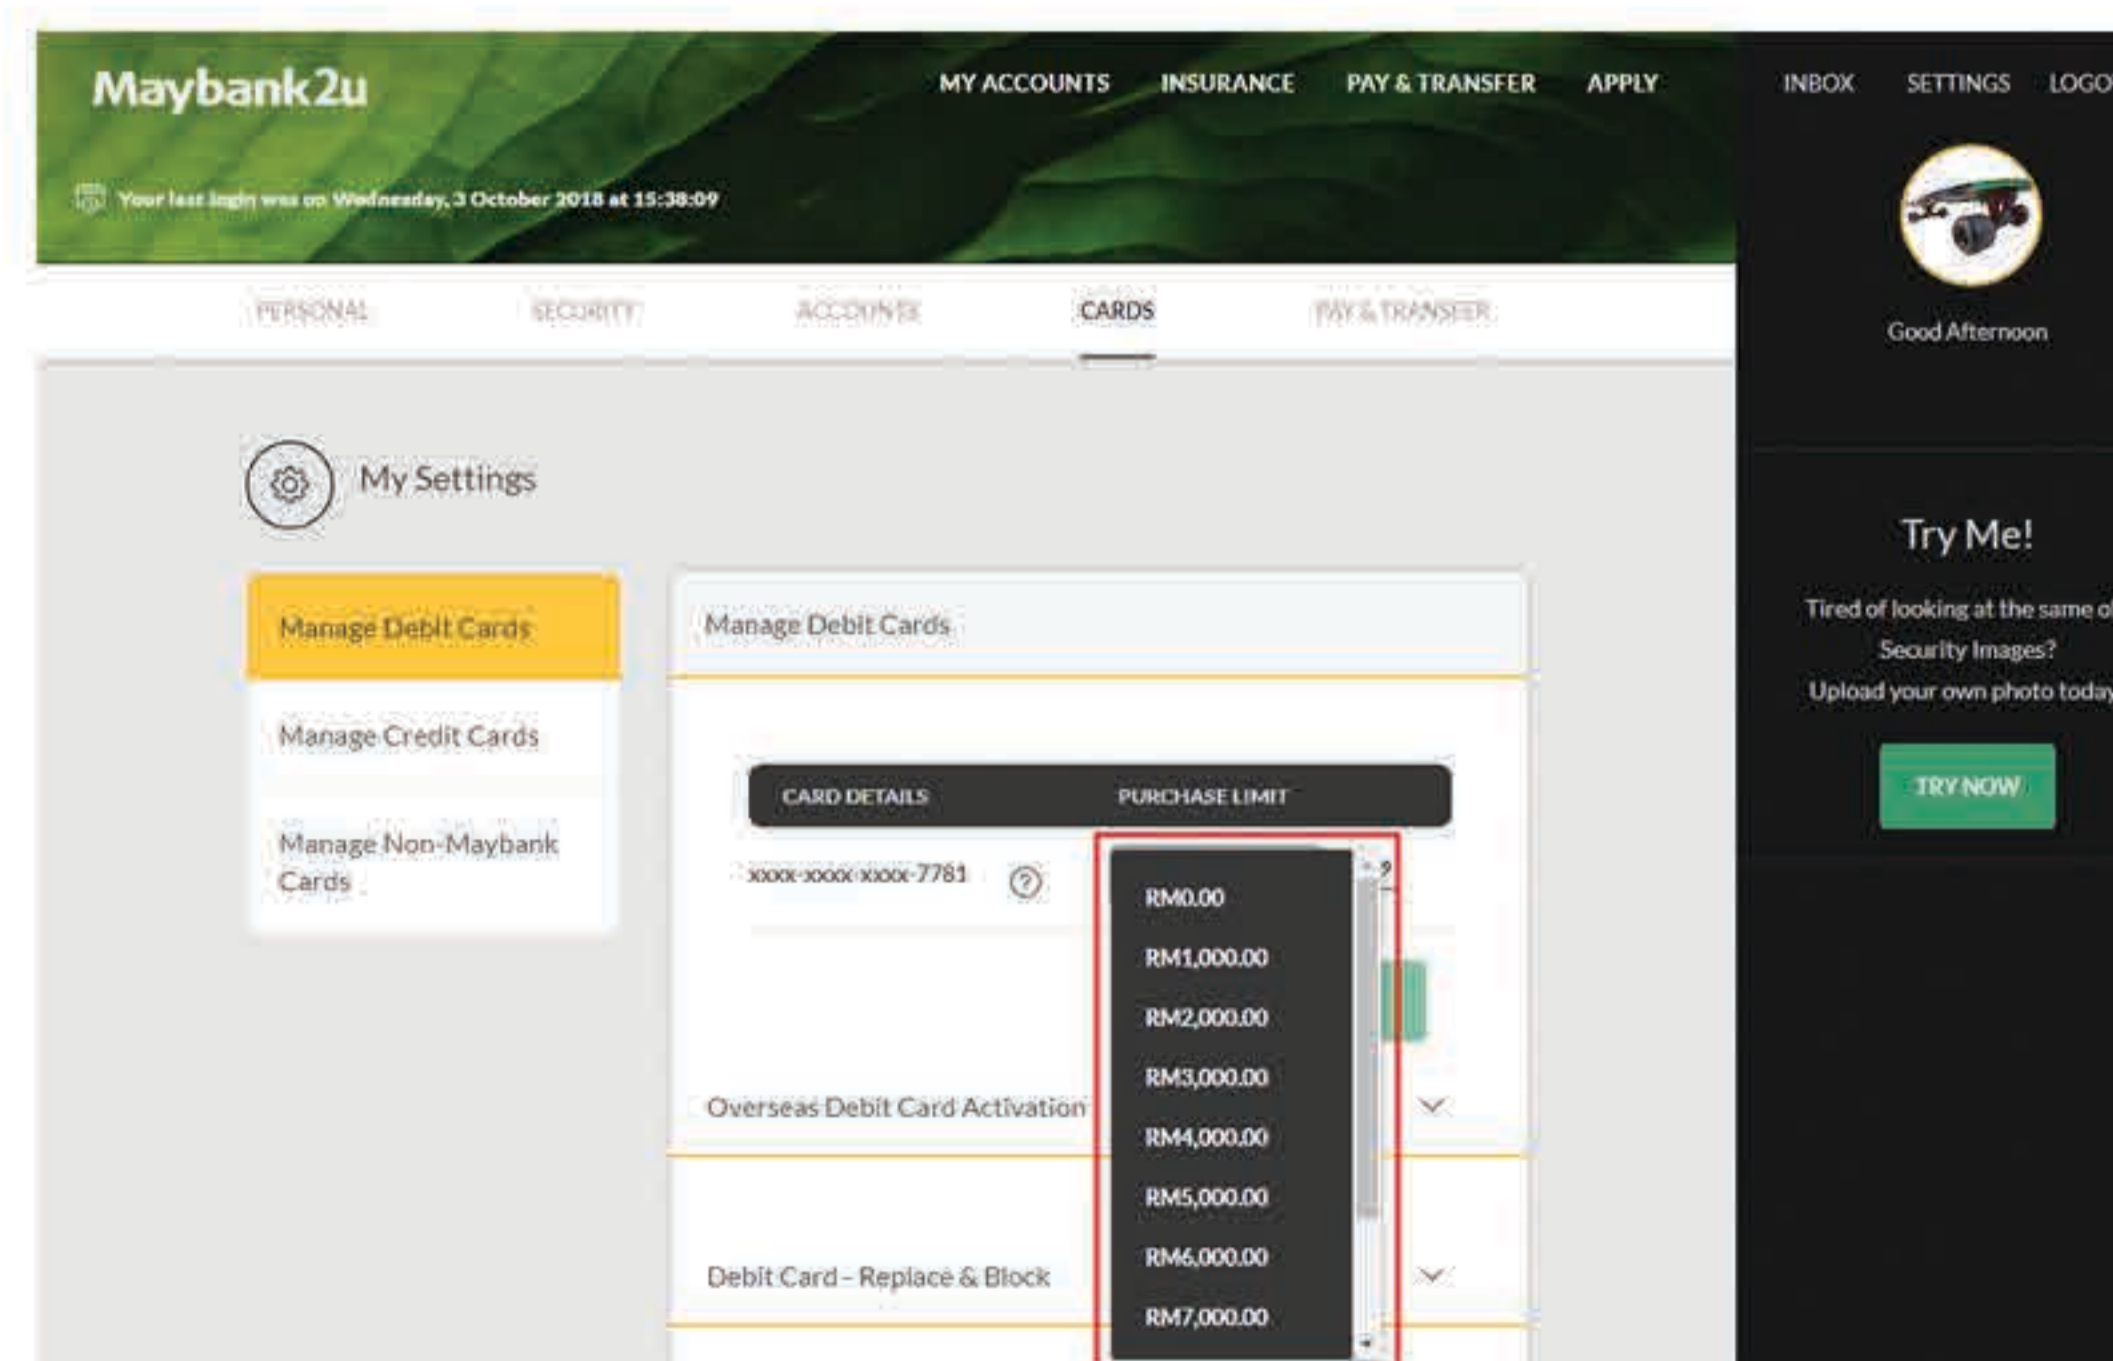 Maybank2u
MY ACCOUNTS INSURANCE PAY & TRANSFER APPLY
INBOX SETTINGS LOGO
Your last login was on Wednesday, 3 October 2018 at 15:38:09
PERSONAL SECURITY ACCOUNTS CARDS PAY & TRANSFER
Good Afternoon
My Settings
Try Me!
Tired of looking at the same
Security Images?
Upload your own photo today
TRY NOW
Manage Debit Cards
Manage Credit Cards
Manage Non-Maybank
Cards
Manage Debit Cards
CARD DETAILS PURCHASE LIMIT
xxxx-xxxx-xxxx-7781 ?
RM0.00
RM1,000.00
RM2,000.00
RM3,000.00
RM4,000.00
RM5,000.00
RM6,000.00
RM7,000.00
Overseas Debit Card Activation
Debit Card - Replace & Block